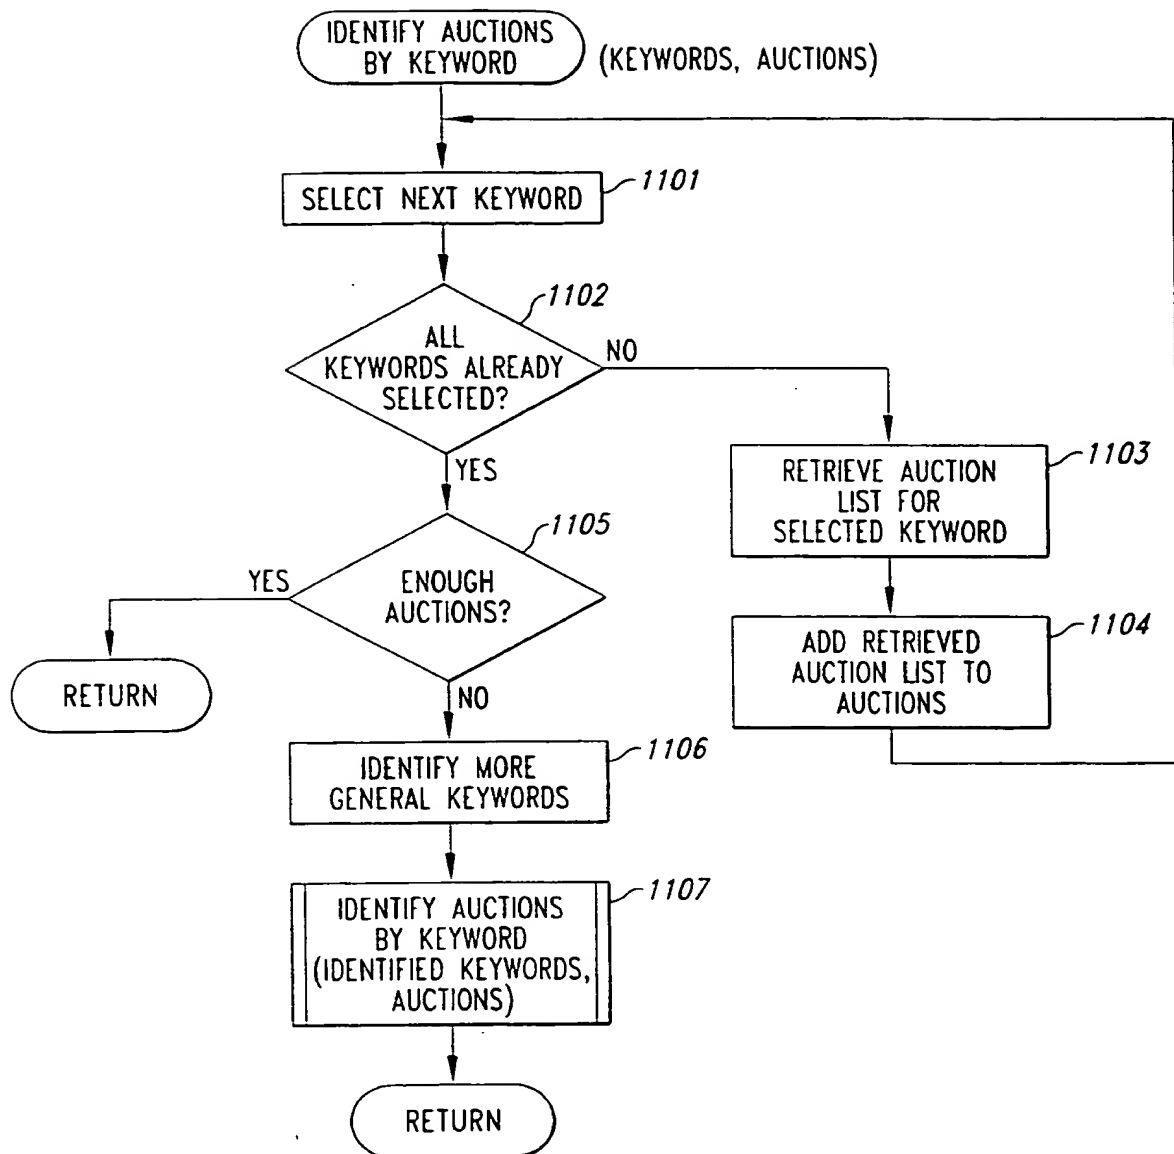 IDENTIFY AUCTIONS
BY KEYWORD
(KEYWORDS, AUCTIONS)
SELECT NEXT KEYWORD
1101
1102
ALL
KEYWORDS ALREADY
SELECTED?
NO
YES
RETRIEVE AUCTION
LIST FOR
SELECTED KEYWORD
1103
1105
YES
ENOUGH
AUCTIONS?
NO
ADD RETRIEVED
AUCTION LIST TO
AUCTIONS
1104
RETURN
IDENTIFY MORE
GENERAL KEYWORDS
1106
IDENTIFY AUCTIONS
BY KEYWORD
(IDENTIFIED KEYWORDS,
AUCTIONS)
1107
RETURN